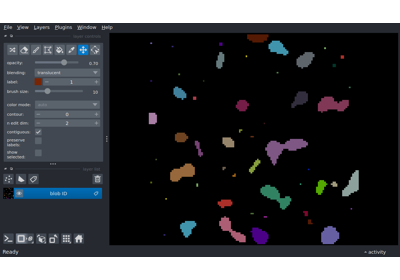 File View Layers Plugins Window Help
opacity: 0.70
blending: translucent
label: 1
brush size: 10
color mode:
contour: 0
n edit dim: 2
contiguous:
preserve labels:
show selected:
blob ID
Ready
activity